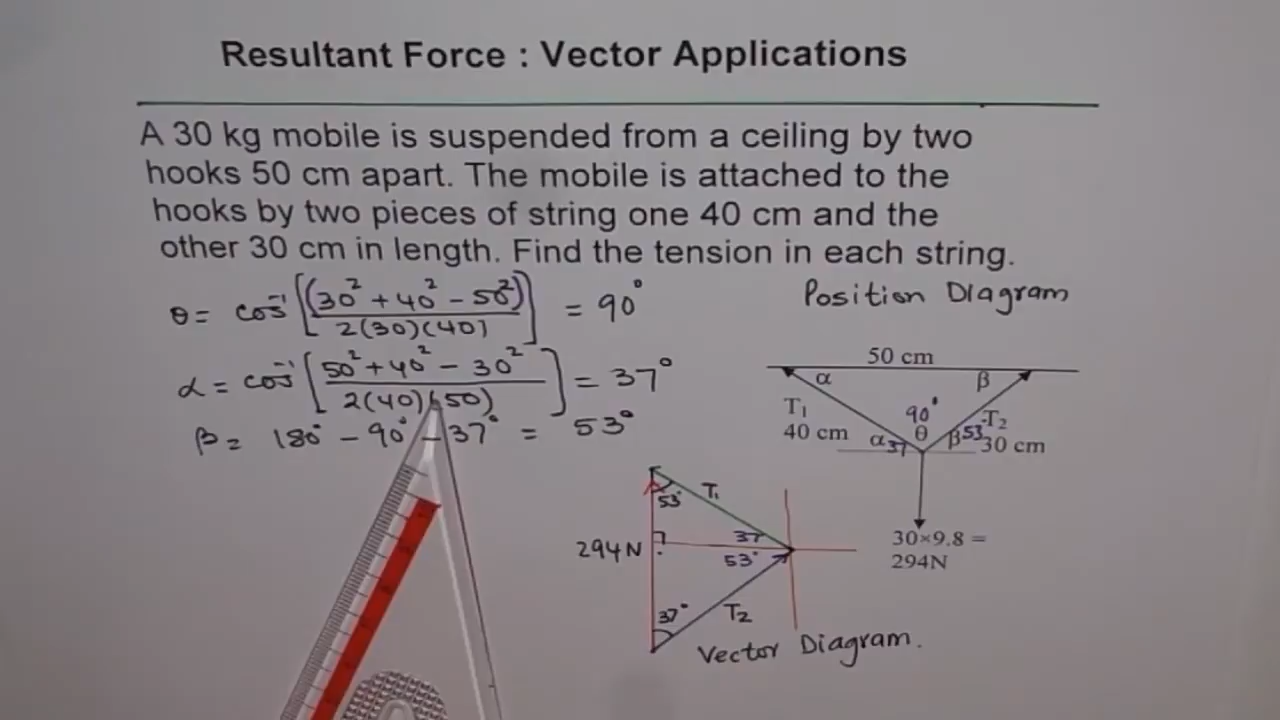 Resultant Force : Vector Applications
A 30 kg mobile is suspended from a ceiling by two
hooks 50 cm apart. The mobile is attached to the
hooks by two pieces of string one 40 cm and the
other 30 cm in length. Find the tension in each string.
θ = cos⁻¹ [(30² + 40² - 50²) / 2(30)(40)] = 90°
α = cos⁻¹ [50² + 40² - 30² / 2(40)(50)] = 37°
β = 180° - 90° - 37° = 53°
Position Diagram
50 cm
α β
T₁
40 cm
90°
θ
α 37
β 53
T₂
30 cm
30×9.8 =
294N
53°
T₁
294N
37
53°
37°
T₂
Vector Diagram.